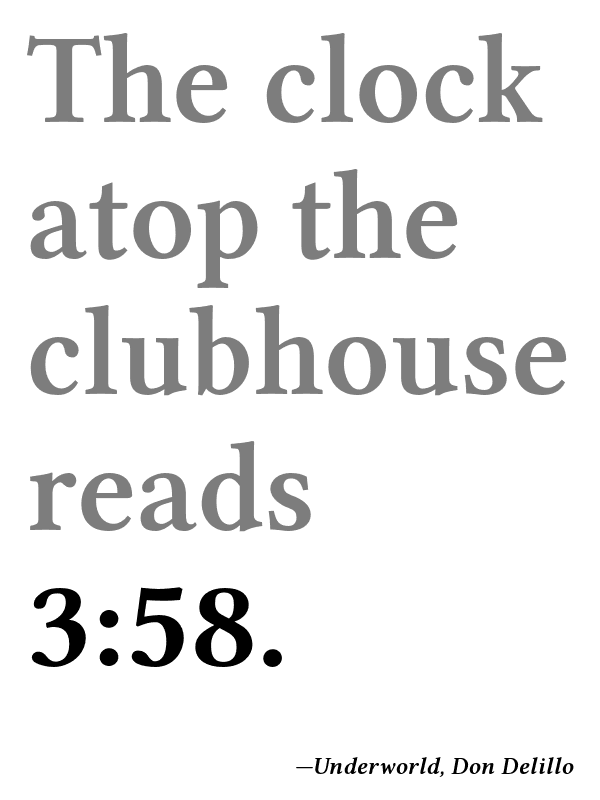 The clock
atop the
clubhouse
reads
3:58.
—Underworld, Don Delillo